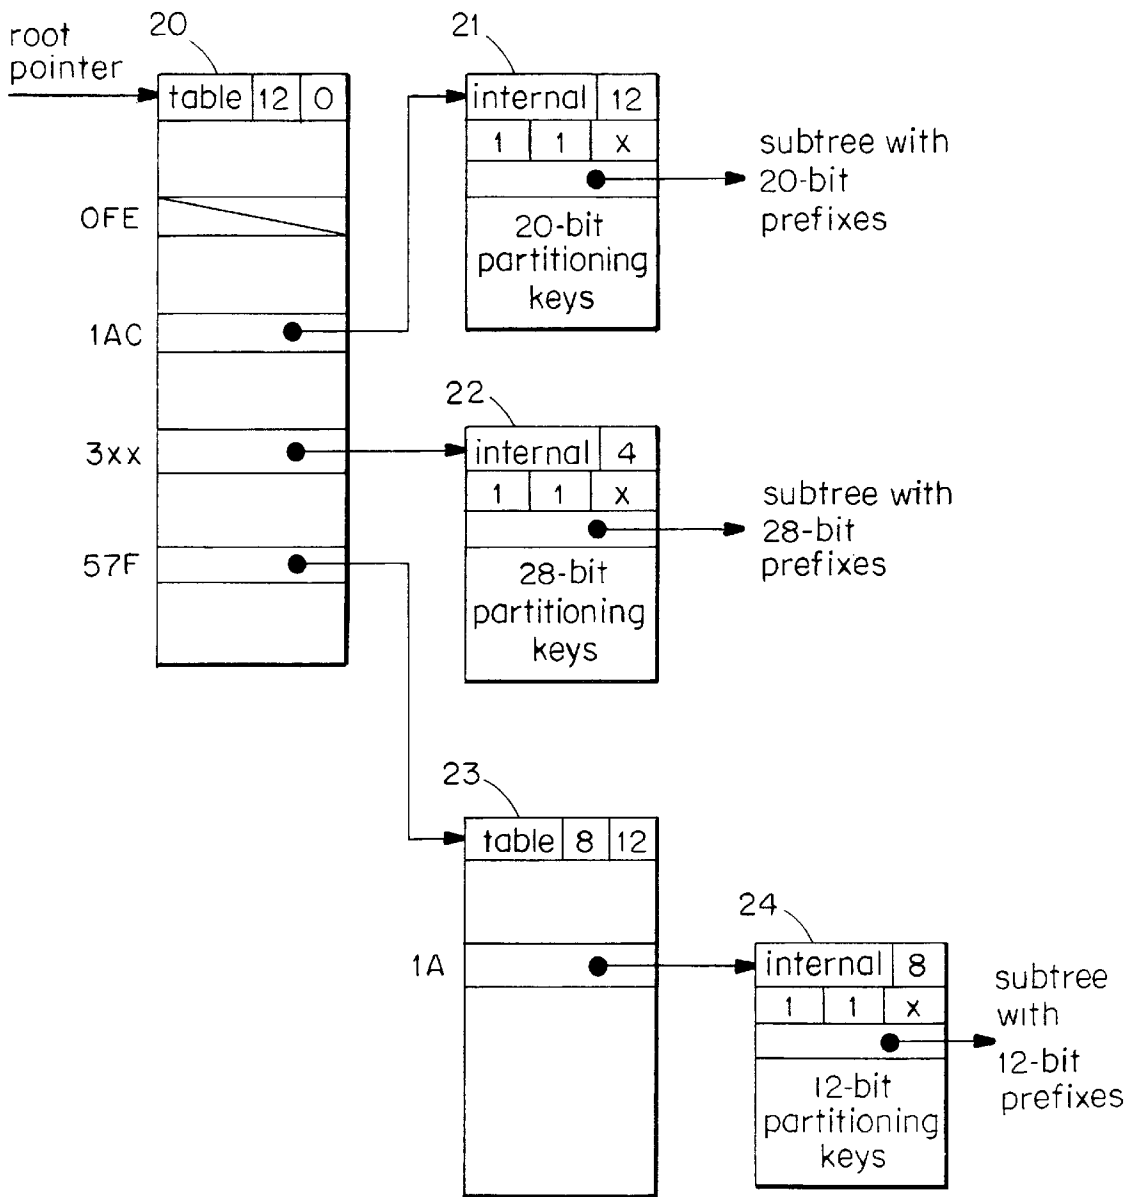 root
pointer
20
table 12 0
OFE
1AC
3xx
57F
21
internal 12
1 1 x
20-bit
partitioning
keys
subtree with
20-bit
prefixes
22
internal 4
1 1 x
28-bit
partitioning
keys
subtree with
28-bit
prefixes
23
table 8 12
1A
24
internal 8
1 1 x
12-bit
partitioning
keys
subtree
with
12-bit
prefixes